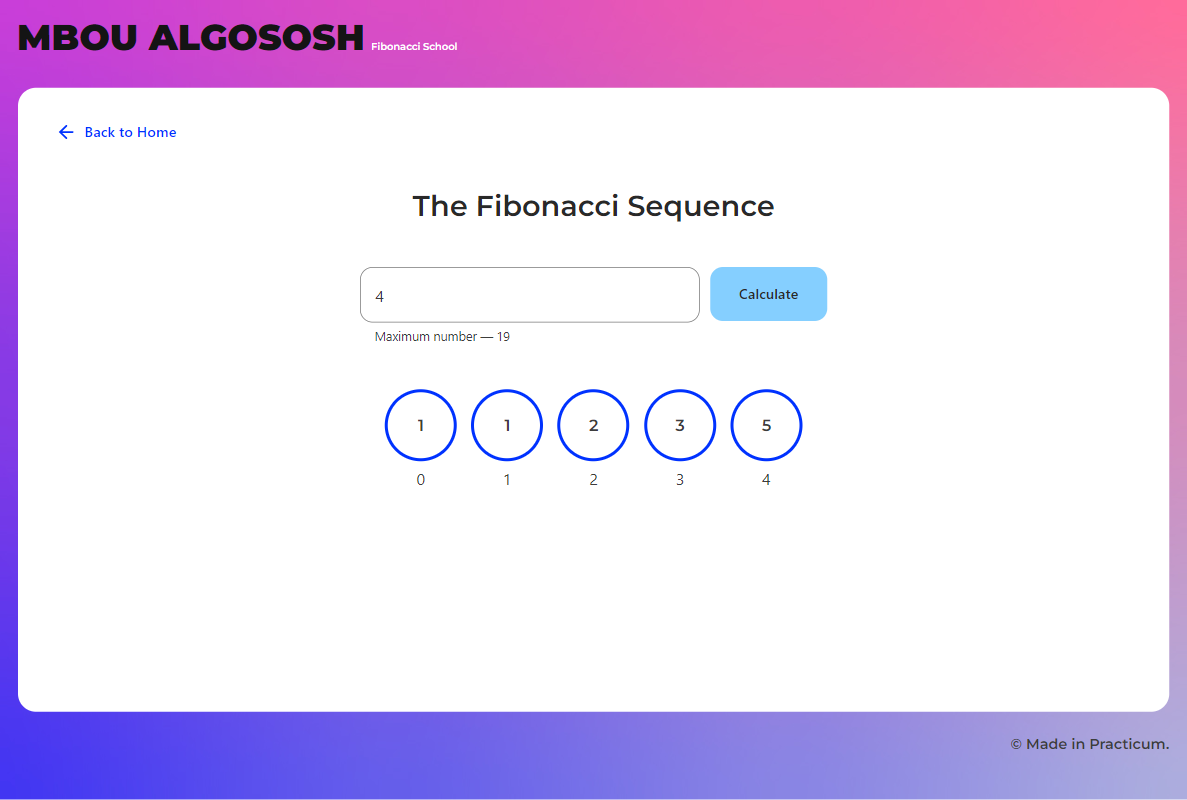 MBOU ALGOSOSH Fibonacci School
Back to Home
The Fibonacci Sequence
4 Calculate
Maximum number — 19
1 1 2 3 5
0 1 2 3 4
© Made in Practicum.